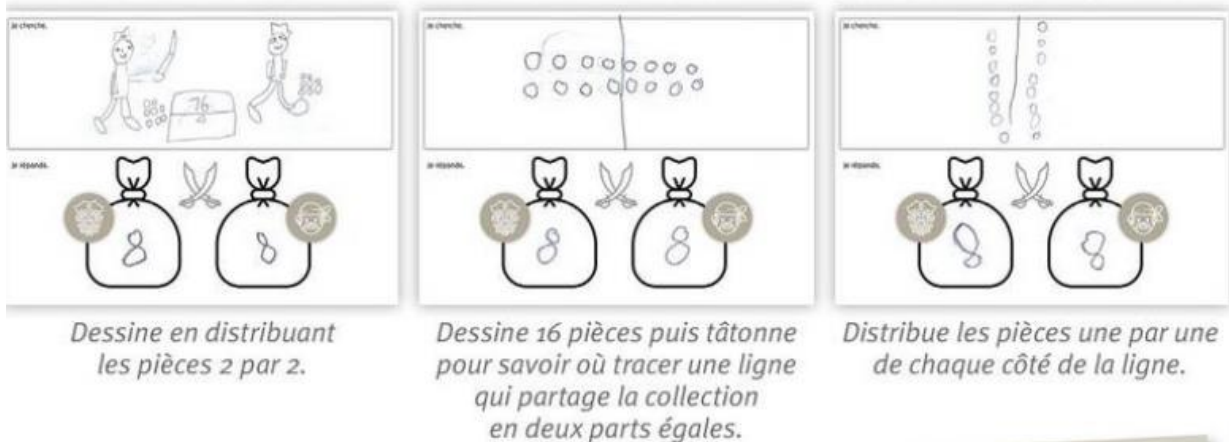 Je cherche.
76
Je réponds.
8
8
Dessine en distribuant
les pièces 2 par 2.
Je cherche.
Je réponds.
8
8
Dessine 16 pièces puis tâtonne
pour savoir où tracer une ligne
qui partage la collection
en deux parts égales.
Je cherche.
Je réponds.
8
8
Distribue les pièces une par une
de chaque côté de la ligne.